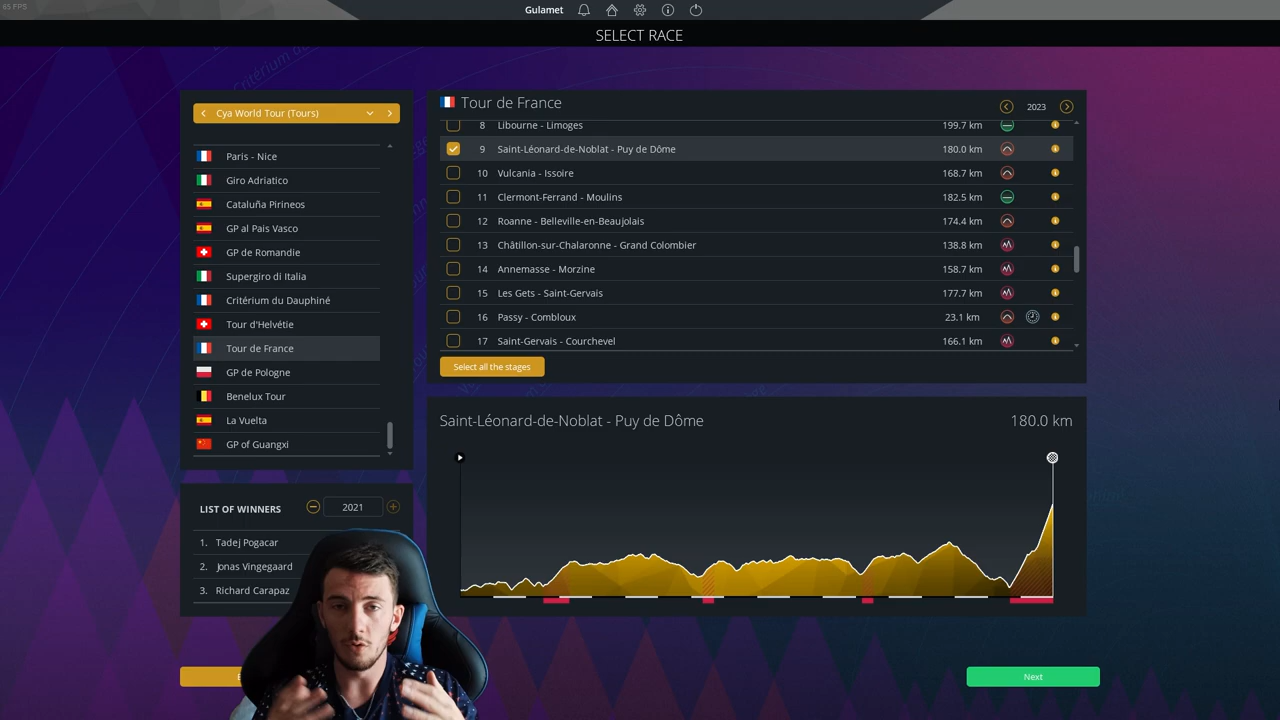 65 FPS
Gulamet
SELECT RACE
Cya World Tour (Tours)
Paris - Nice
Giro Adriatico
Cataluña Pirineos
GP al Pais Vasco
GP de Romandie
Supergiro di Italia
Critérium du Dauphiné
Tour d'Helvétie
Tour de France
GP de Pologne
Benelux Tour
La Vuelta
GP of Guangxi
LIST OF WINNERS 2021
1. Tadej Pogacar
2. Jonas Vingegaard
3. Richard Carapaz
Tour de France 2023
8 Libourne - Limoges 199.7 km
9 Saint-Léonard-de-Noblat - Puy de Dôme 180.0 km
10 Vulcania - Issoire 168.7 km
11 Clermont-Ferrand - Moulins 182.5 km
12 Roanne - Belleville-en-Beaujolais 174.4 km
13 Châtillon-sur-Chalaronne - Grand Colombier 138.8 km
14 Annemasse - Morzine 158.7 km
15 Les Gets - Saint-Gervais 177.7 km
16 Passy - Combloux 23.1 km
17 Saint-Gervais - Courchevel 166.1 km
Select all the stages
Saint-Léonard-de-Noblat - Puy de Dôme 180.0 km
Next